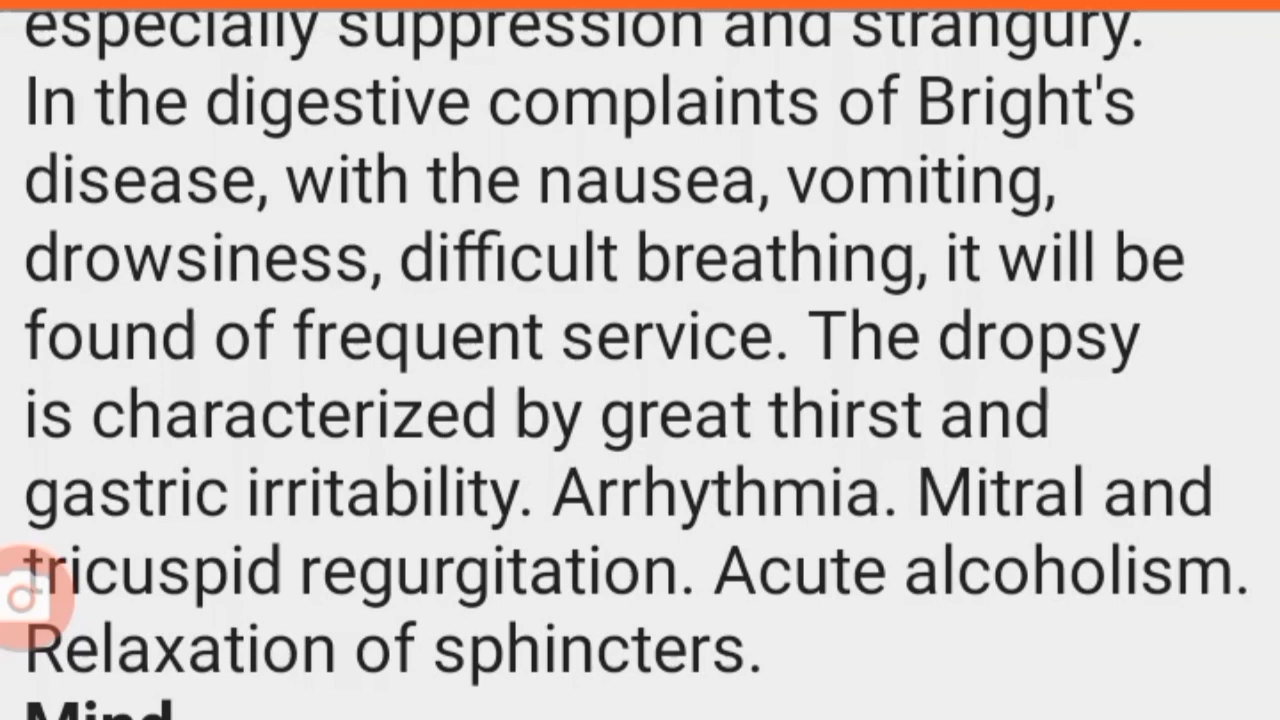 especially suppression and strangury.
In the digestive complaints of Bright's
disease, with the nausea, vomiting,
drowsiness, difficult breathing, it will be
found of frequent service. The dropsy
is characterized by great thirst and
gastric irritability. Arrhythmia. Mitral and
tricuspid regurgitation. Acute alcoholism.
Relaxation of sphincters.
Mind